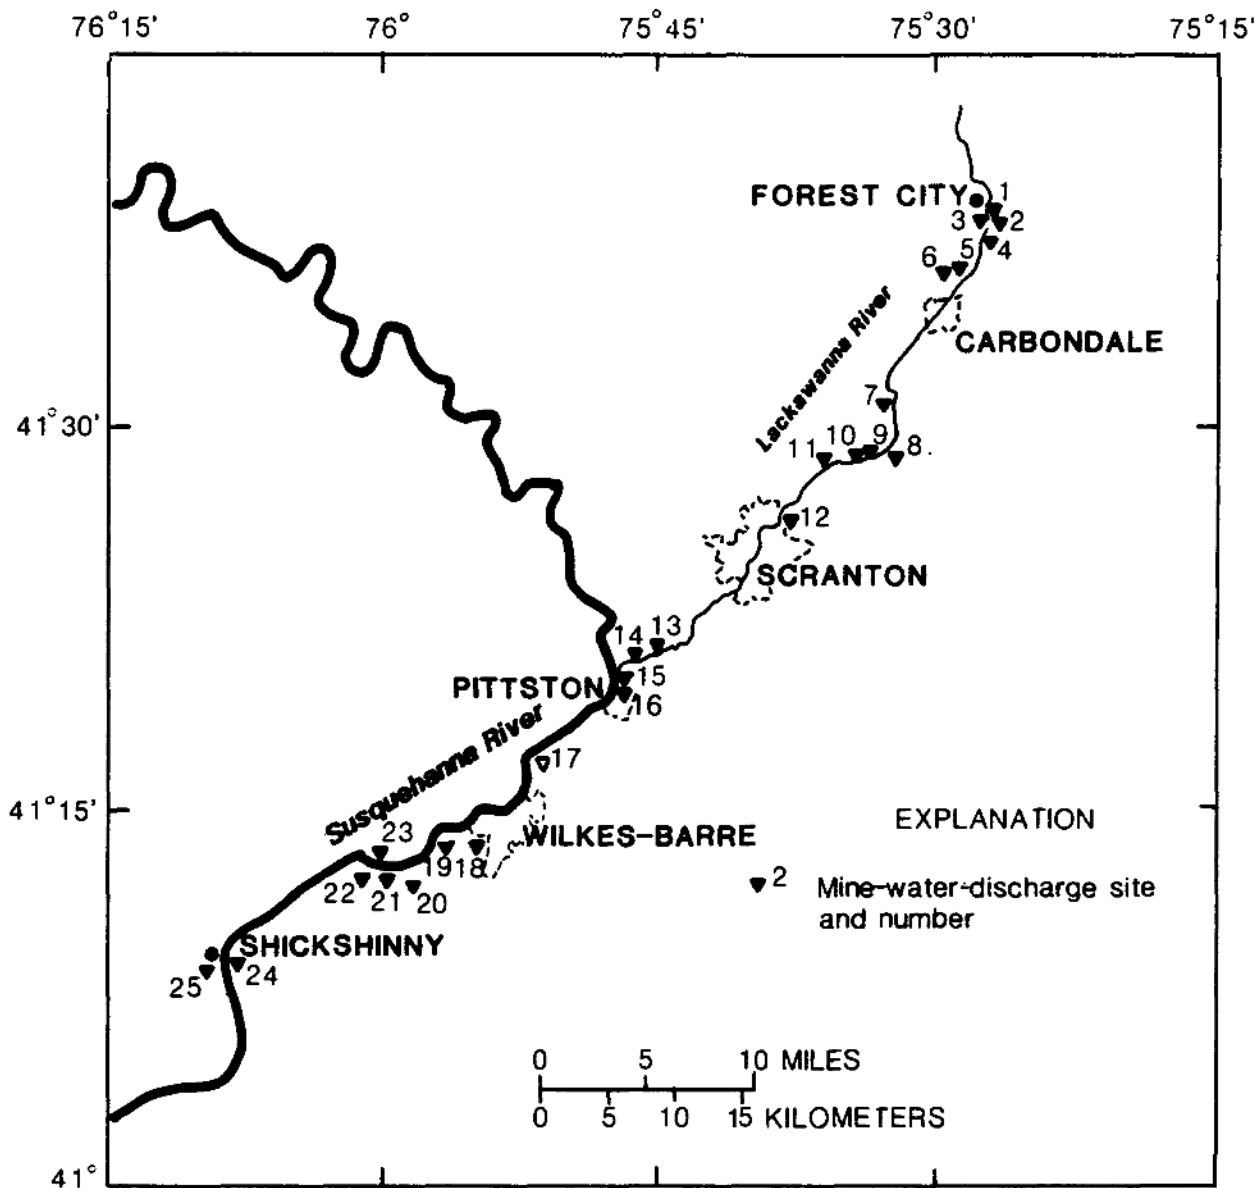 76°15' 76° 75°45' 75°30' 75°15'
FOREST CITY
1
3
2
4
5
6
CARBONDALE
Lackawanna River
41°30'
7
11
10
9
8.
12
SCRANTON
14
13
15
PITTSTON
16
Susquehanna River
17
41°15'
EXPLANATION
23
WILKES-BARRE
19
18
2
Mine-water-discharge site
and number
22
21
20
SHICKSHINNY
25
24
0 5 10 MILES
0 5 10 15 KILOMETERS
41°